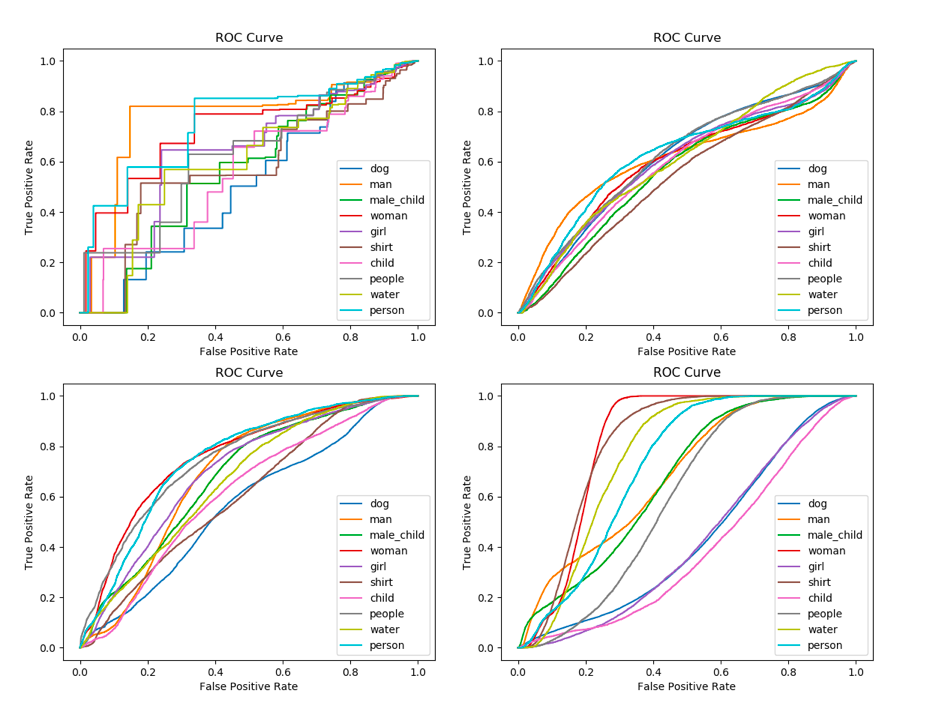 ROC Curve
True Positive Rate
1.0
0.8
0.6
0.4
0.2
0.0
dog
man
male_child
woman
girl
shirt
child
people
water
person
0.0 0.2 0.4 0.6 0.8 1.0
False Positive Rate
ROC Curve
True Positive Rate
1.0
0.8
0.6
0.4
0.2
0.0
dog
man
male_child
woman
girl
shirt
child
people
water
person
0.0 0.2 0.4 0.6 0.8 1.0
False Positive Rate
ROC Curve
True Positive Rate
1.0
0.8
0.6
0.4
0.2
0.0
dog
man
male_child
woman
girl
shirt
child
people
water
person
0.0 0.2 0.4 0.6 0.8 1.0
False Positive Rate
ROC Curve
True Positive Rate
1.0
0.8
0.6
0.4
0.2
0.0
dog
man
male_child
woman
girl
shirt
child
people
water
person
0.0 0.2 0.4 0.6 0.8 1.0
False Positive Rate